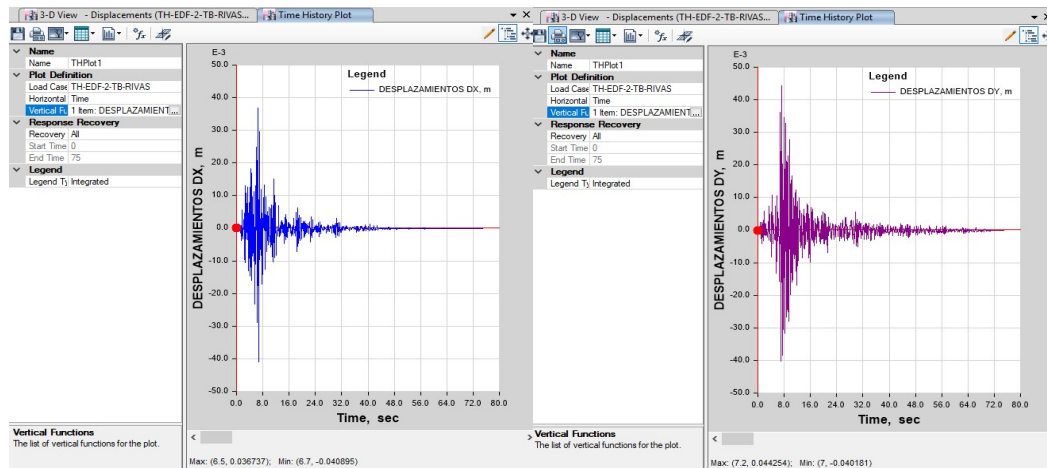 3-D View - Displacements (TH-EDF-2-TB-RIVAS...
Time History Plot
Name
Name THPlot1
Plot Definition
Load Case TH-EDF-2-TB-RIVAS
Horizontal Time
Vertical Fu 1 Item: DESPLAZAMIENT ...
Response Recovery
Recovery All
Start Time 0
End Time 75
Legend
Legend Ty Integrated
Vertical Functions
The list of vertical functions for the plot.
E-3
50.0
40.0
30.0
20.0
10.0
0.0
-10.0
-20.0
-30.0
-40.0
-50.0
DESPLAZAMIENTOS DX, m
Legend
DESPLAZAMIENTOS DX, m
0.0 8.0 16.0 24.0 32.0 40.0 48.0 56.0 64.0 72.0 80.0
Time, sec
Max: (6.5, 0.036737); Min: (6.7, -0.040895)
3-D View - Displacements (TH-EDF-2-TB-RIVAS...
Time History Plot
Name
Name THPlot1
Plot Definition
Load Case TH-EDF-2-TB-RIVAS
Horizontal Time
Vertical Fu 1 Item: DESPLAZAMIENT ...
Response Recovery
Recovery All
Start Time 0
End Time 75
Legend
Legend Ty Integrated
Vertical Functions
The list of vertical functions for the plot.
E-3
50.0
40.0
30.0
20.0
10.0
0.0
-10.0
-20.0
-30.0
-40.0
-50.0
DESPLAZAMIENTOS DY, m
Legend
DESPLAZAMIENTOS DY, m
0.0 8.0 16.0 24.0 32.0 40.0 48.0 56.0 64.0 72.0 80.0
Time, sec
Max: (7.2, 0.044254); Min: (7, -0.040181)